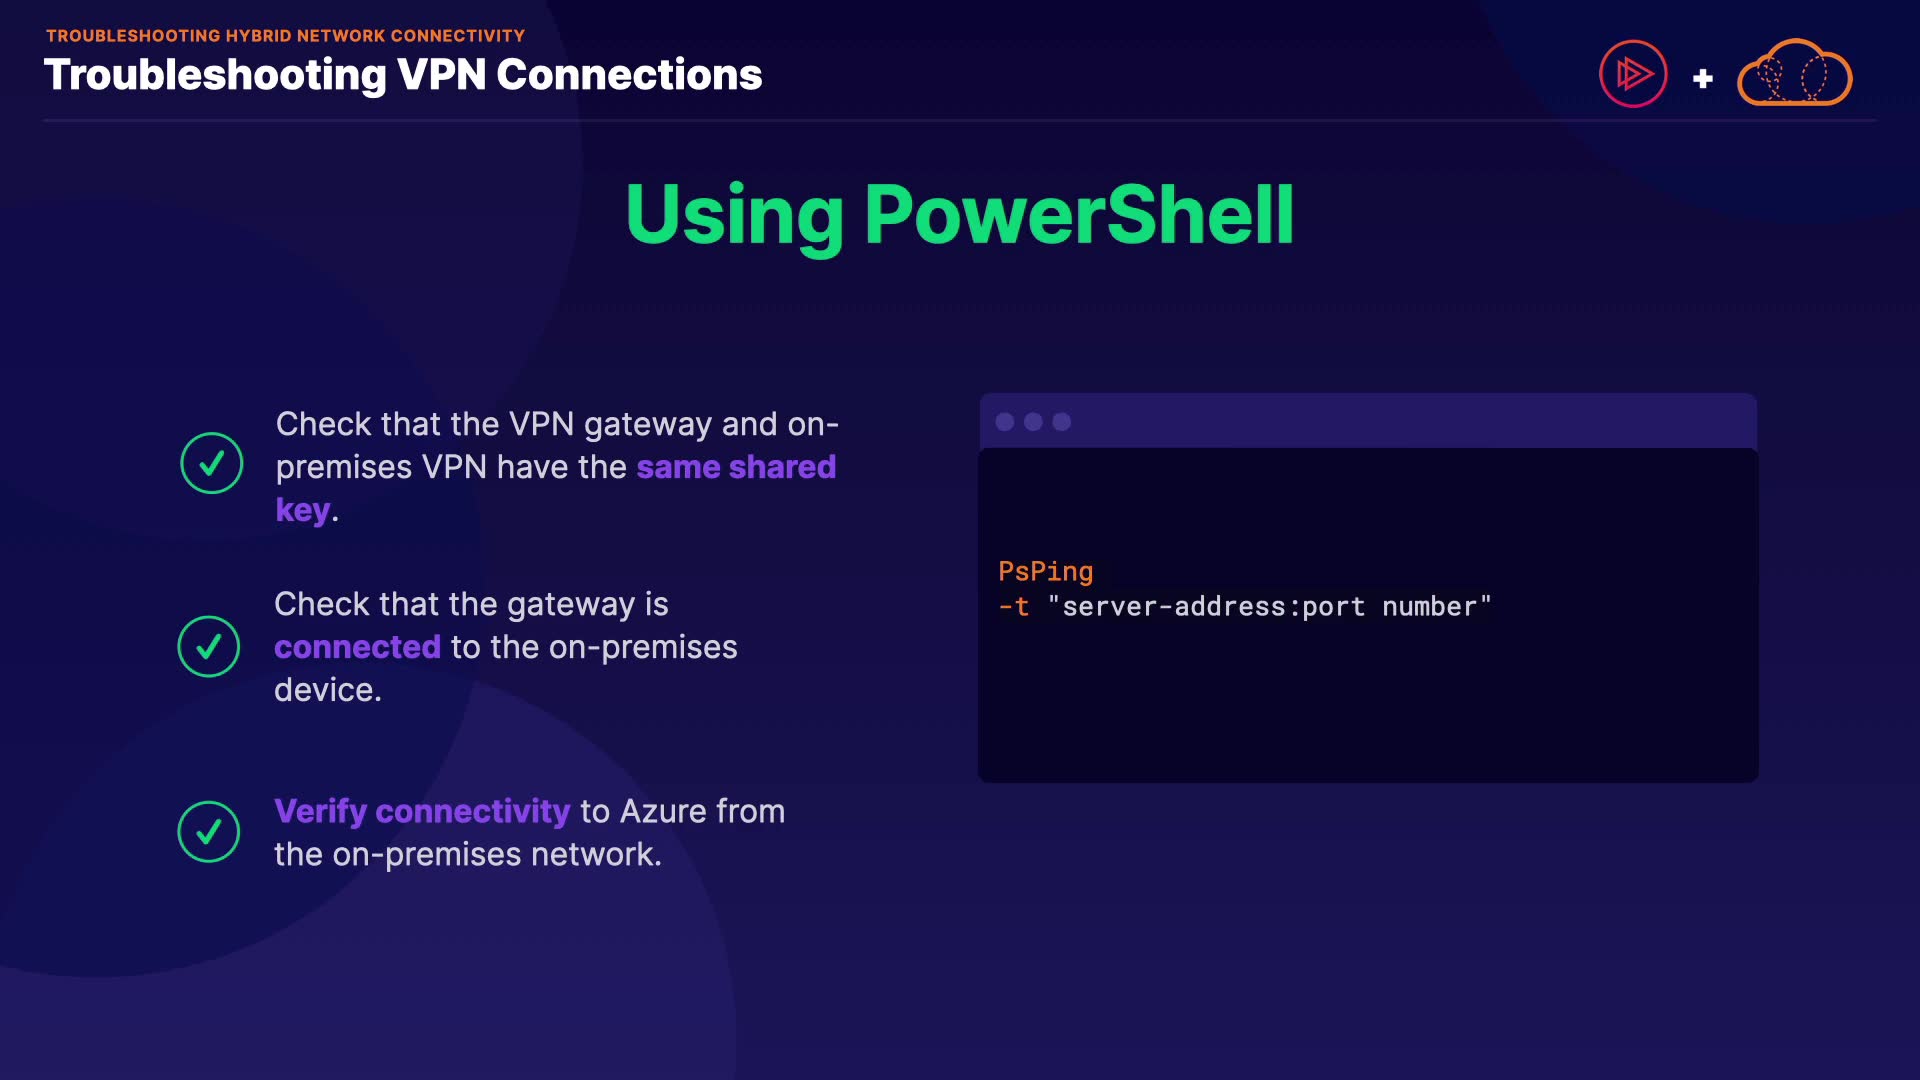 TROUBLESHOOTING HYBRID NETWORK CONNECTIVITY
Troubleshooting VPN Connections
+
Using PowerShell
Check that the VPN gateway and on-
premises VPN have the same shared
key.
Check that the gateway is
connected to the on-premises
device.
Verify connectivity to Azure from
the on-premises network.
PsPing
-t "server-address:port number"